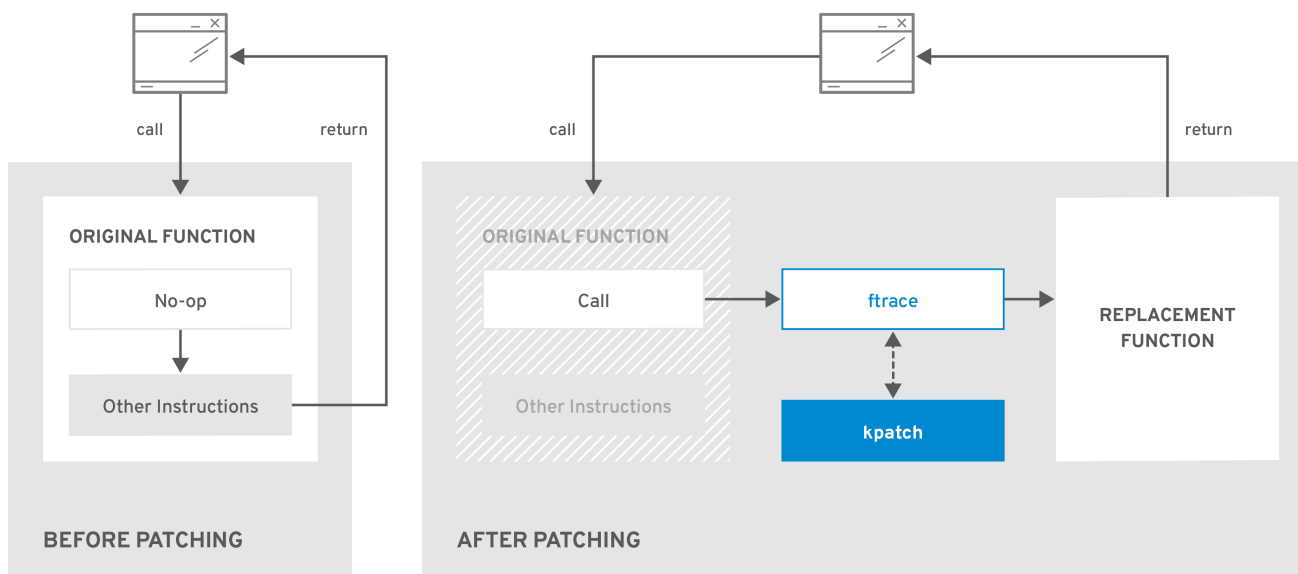 call
return
ORIGINAL FUNCTION
No-op
Other Instructions
BEFORE PATCHING
call
return
ORIGINAL FUNCTION
Call
ftrace
REPLACEMENT
FUNCTION
Other Instructions
kpatch
AFTER PATCHING